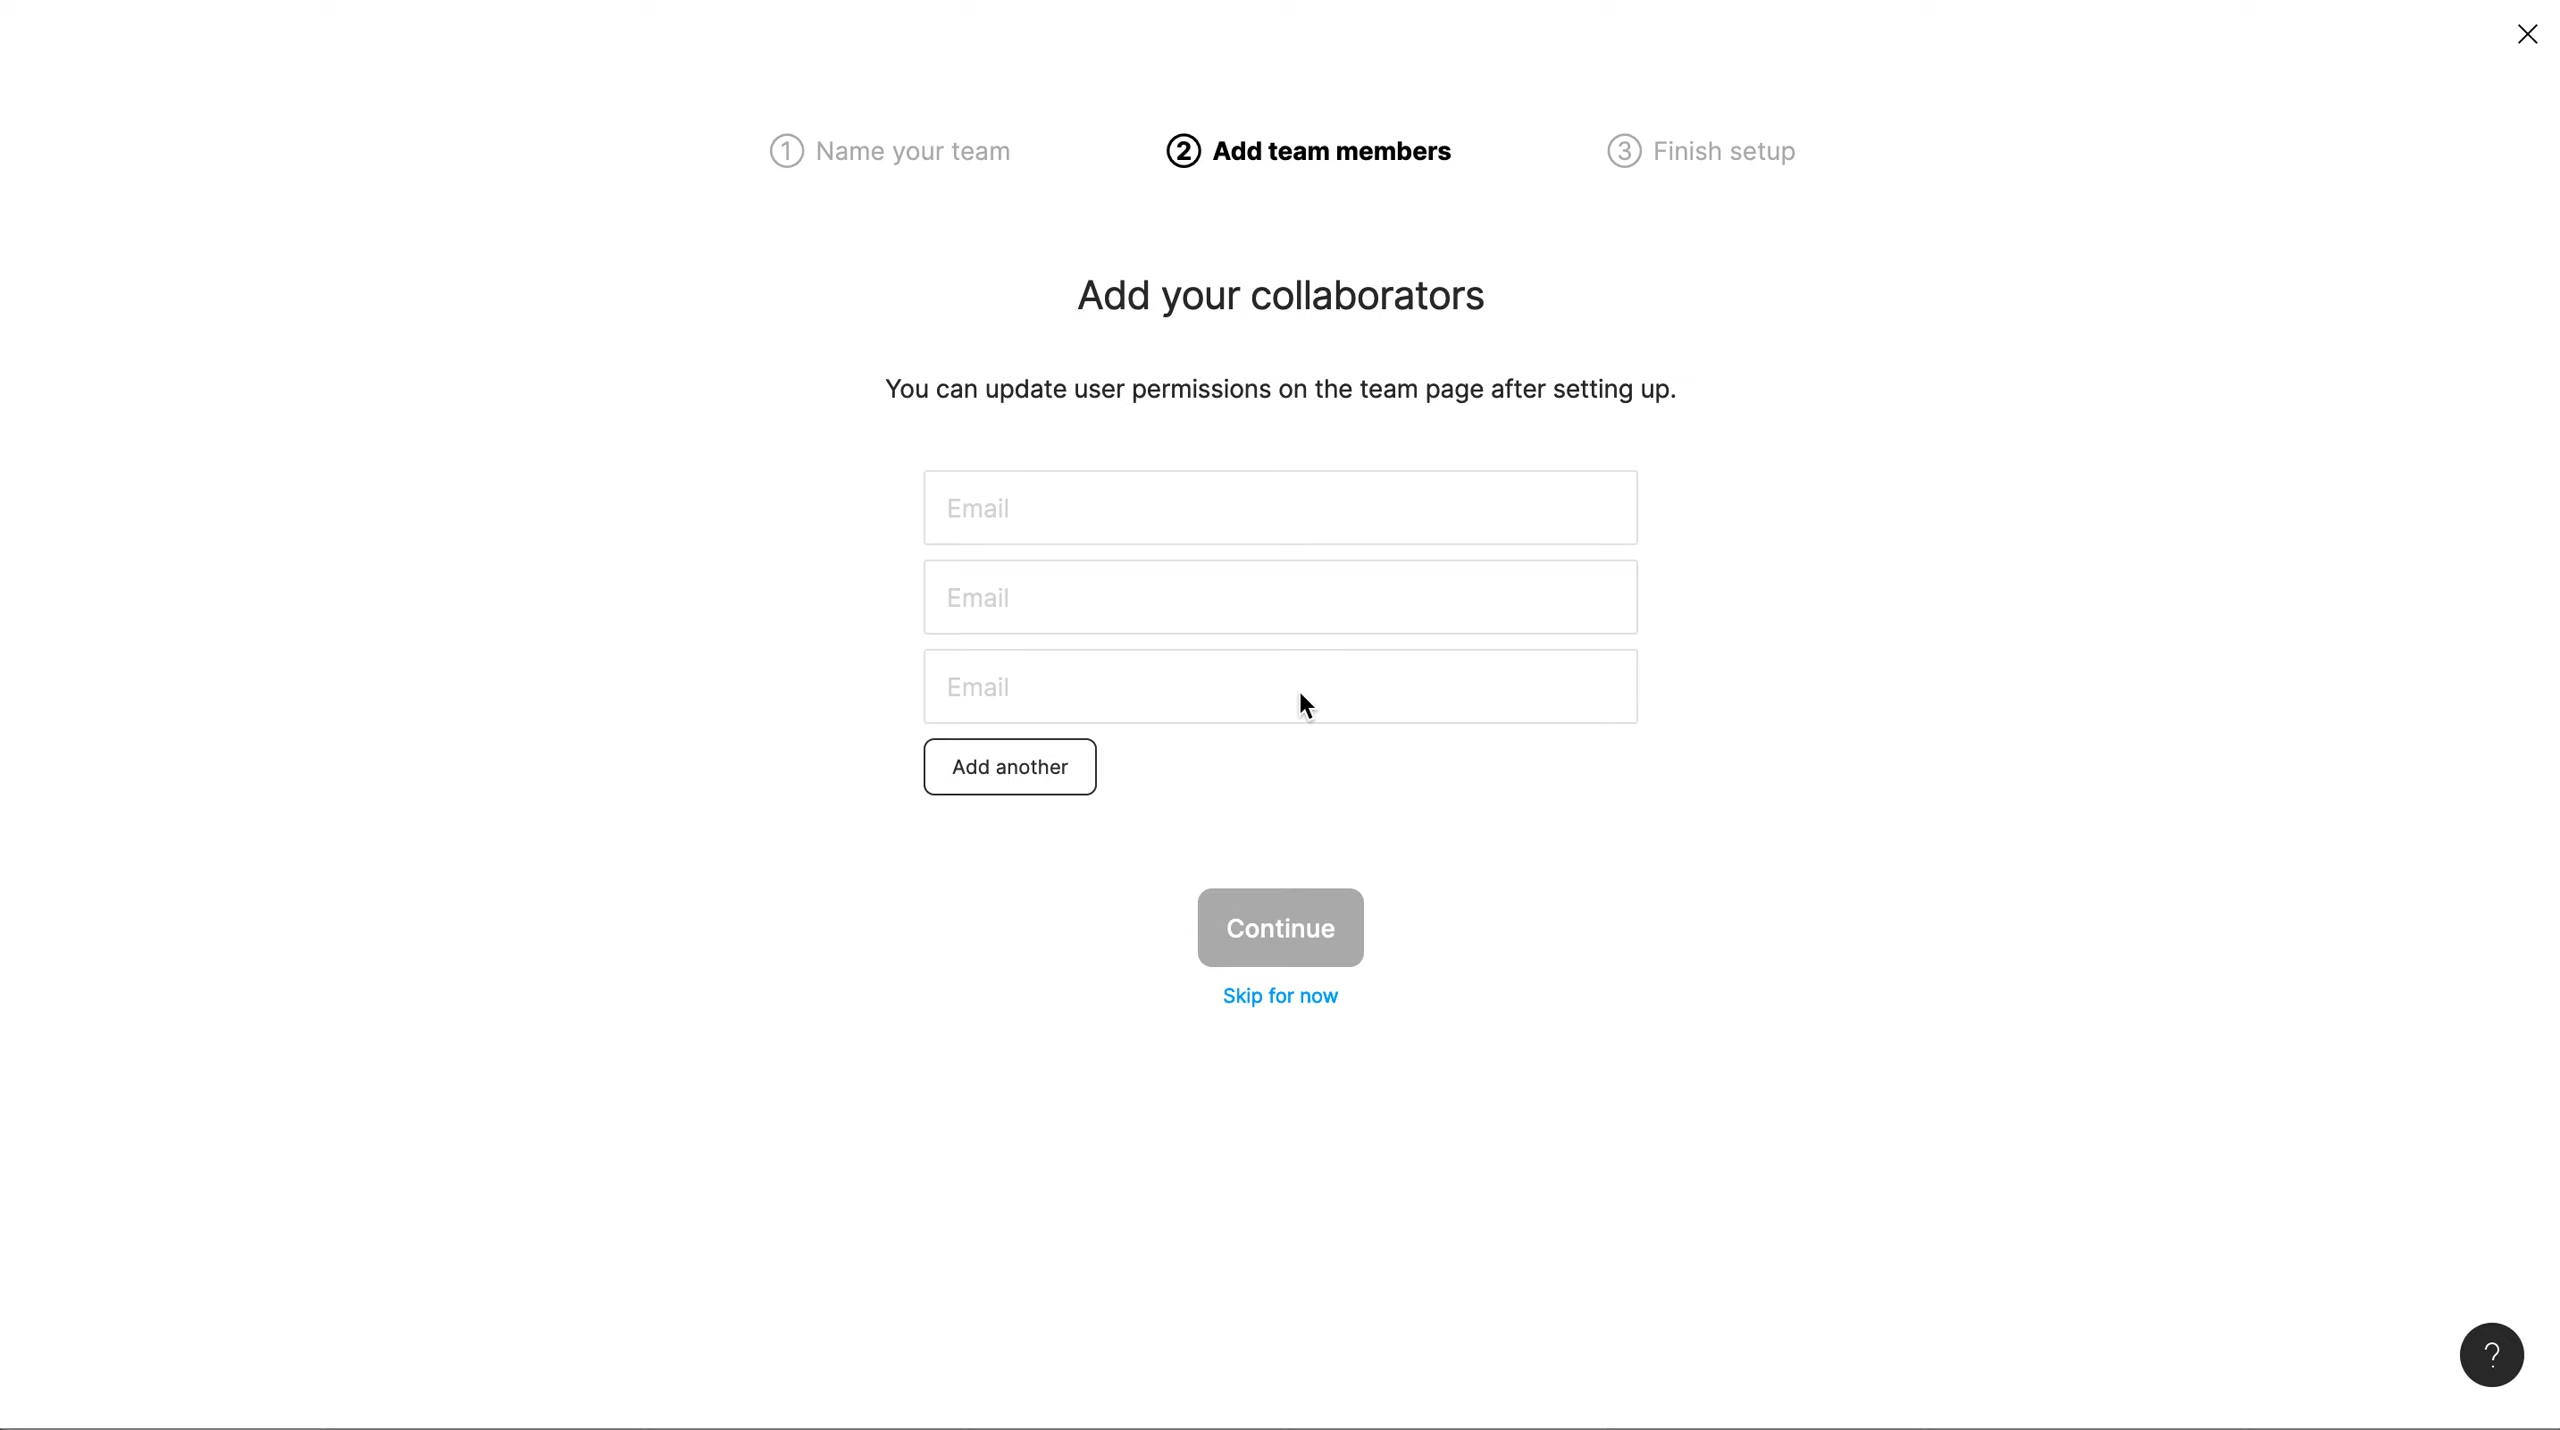 1 Name your team
2 Add team members
3 Finish setup
Add your collaborators
You can update user permissions on the team page after setting up.
Email
Email
Email
Add another
Continue
Skip for now
?